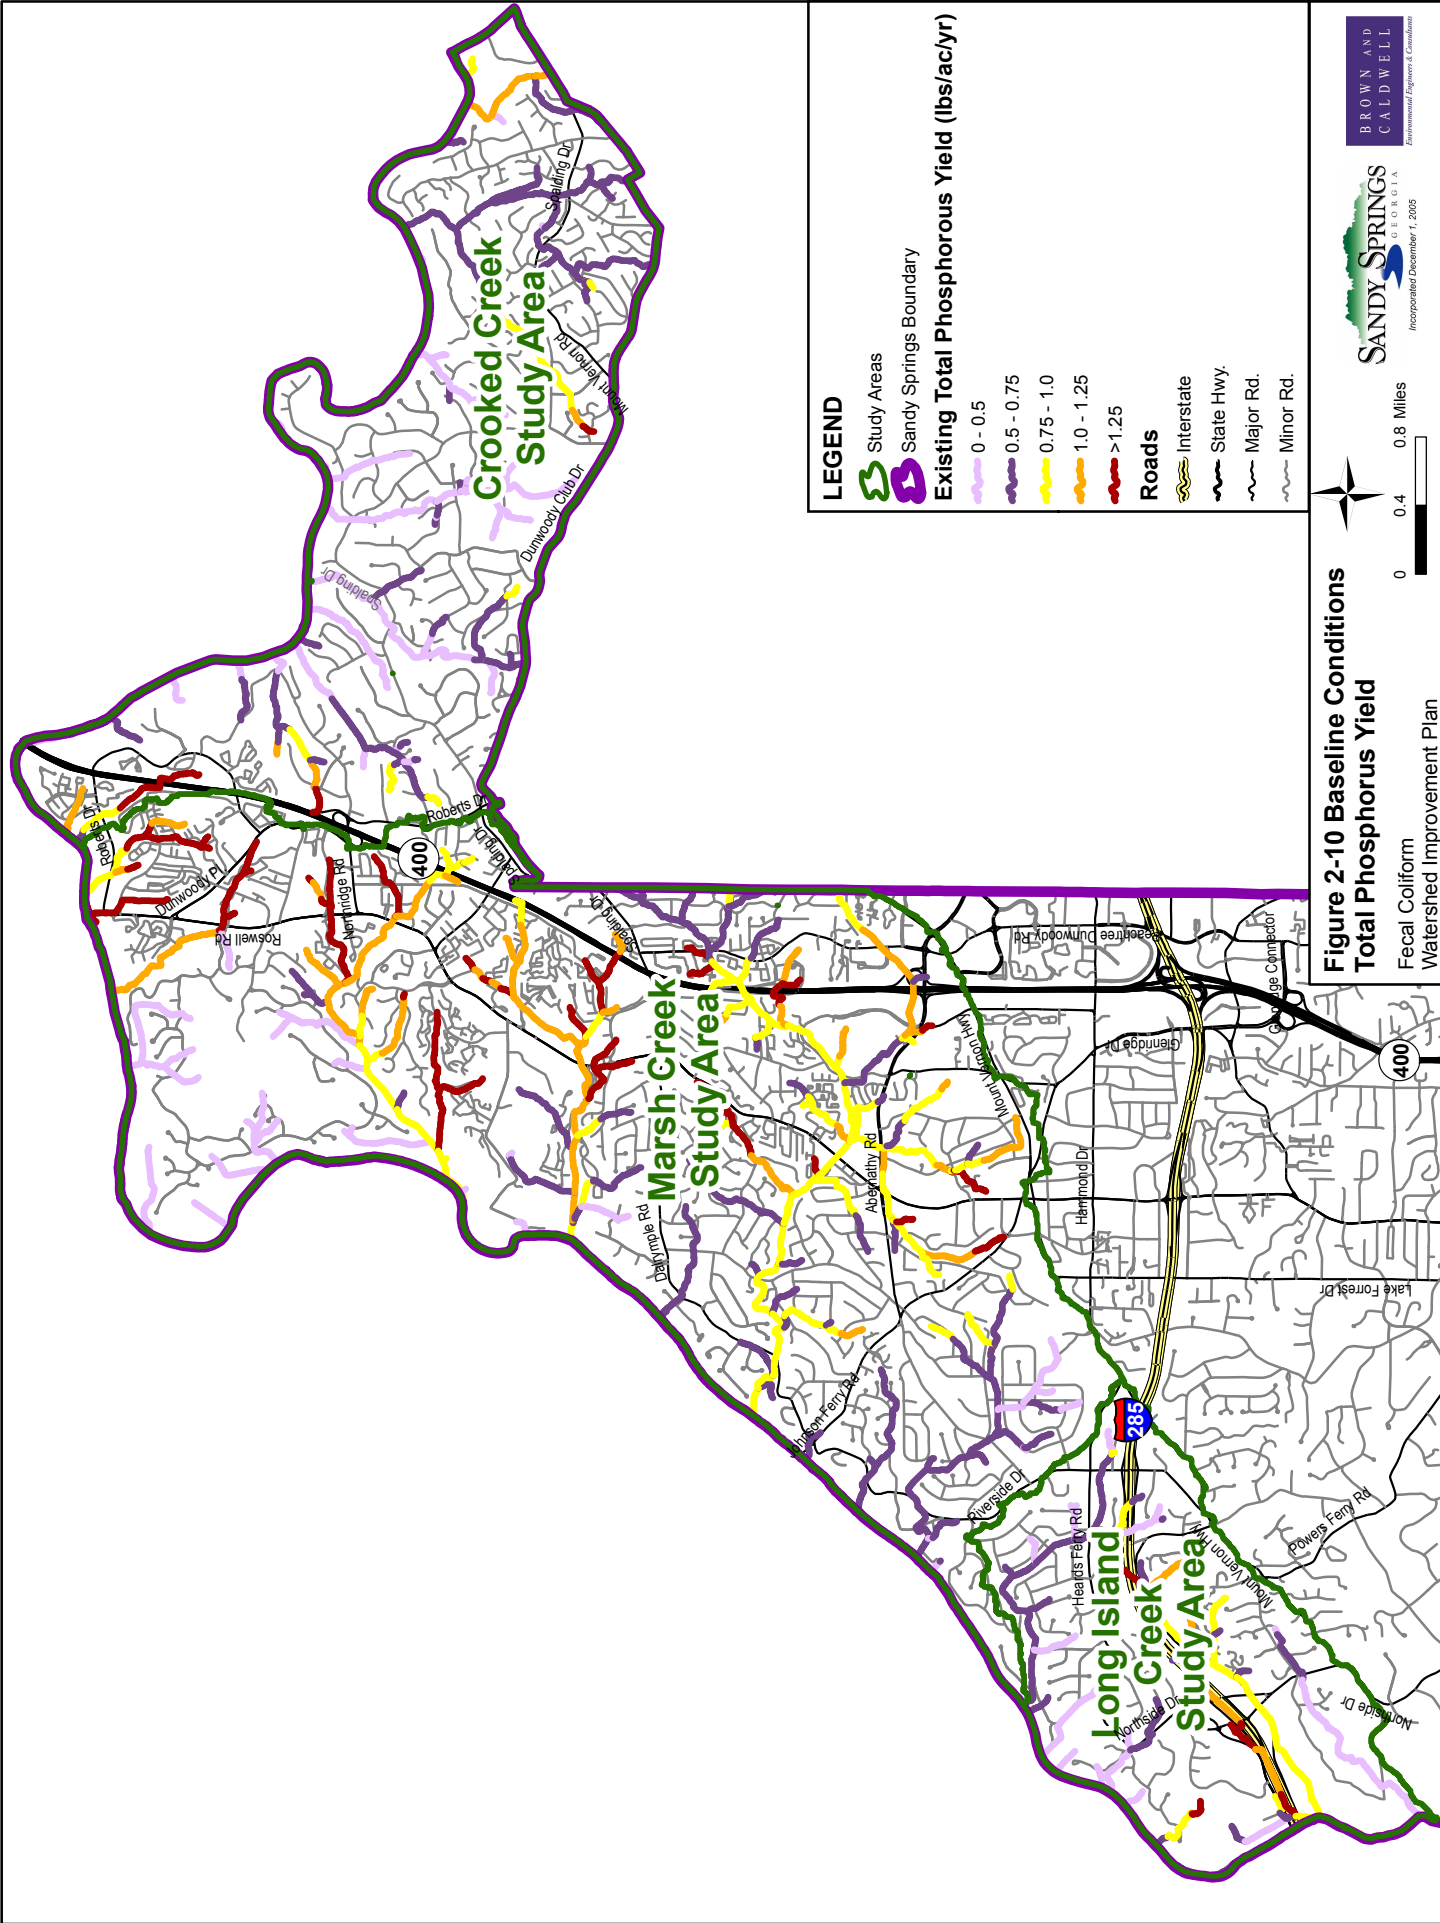 Crooked Creek
Study Area
Marsh Creek
Study Area
Long Island
Creek
Study Area
Spalding Dr
Mount Vernon Rd
Dunwoody Club Dr
Spalding Dr
Roberts Dr
Roberts Dr
Spalding Dr
Dunwoody Pl
Northridge Rd
Roswell Rd
400
Spalding Dr
Peachtree Dunwoody Rd
Glenridge Connector
Glenridge Dr
Mount Vernon Hwy
Abernathy Rd
Hammond Dr
Dalrymple Rd
Lake Forrest Dr
Johnson Ferry Rd
285
Riverside Dr
Heards Ferry Rd
Powers Ferry Rd
Mount Vernon Hwy
Northside Dr
Northside Dr
400
LEGEND
Study Areas
Sandy Springs Boundary
Existing Total Phosphorous Yield (lbs/ac/yr)
0 - 0.5
0.5 - 0.75
0.75 - 1.0
1.0 - 1.25
>1.25
Roads
Interstate
State Hwy.
Major Rd.
Minor Rd.
Figure 2-10 Baseline Conditions
Total Phosphorus Yield
Fecal Coliform
Watershed Improvement Plan
0 0.4 0.8 Miles
SANDY SPRINGS
GEORGIA
Incorporated December 1, 2005
BROWN AND
CALDWELL
Environmental Engineers & Consultants